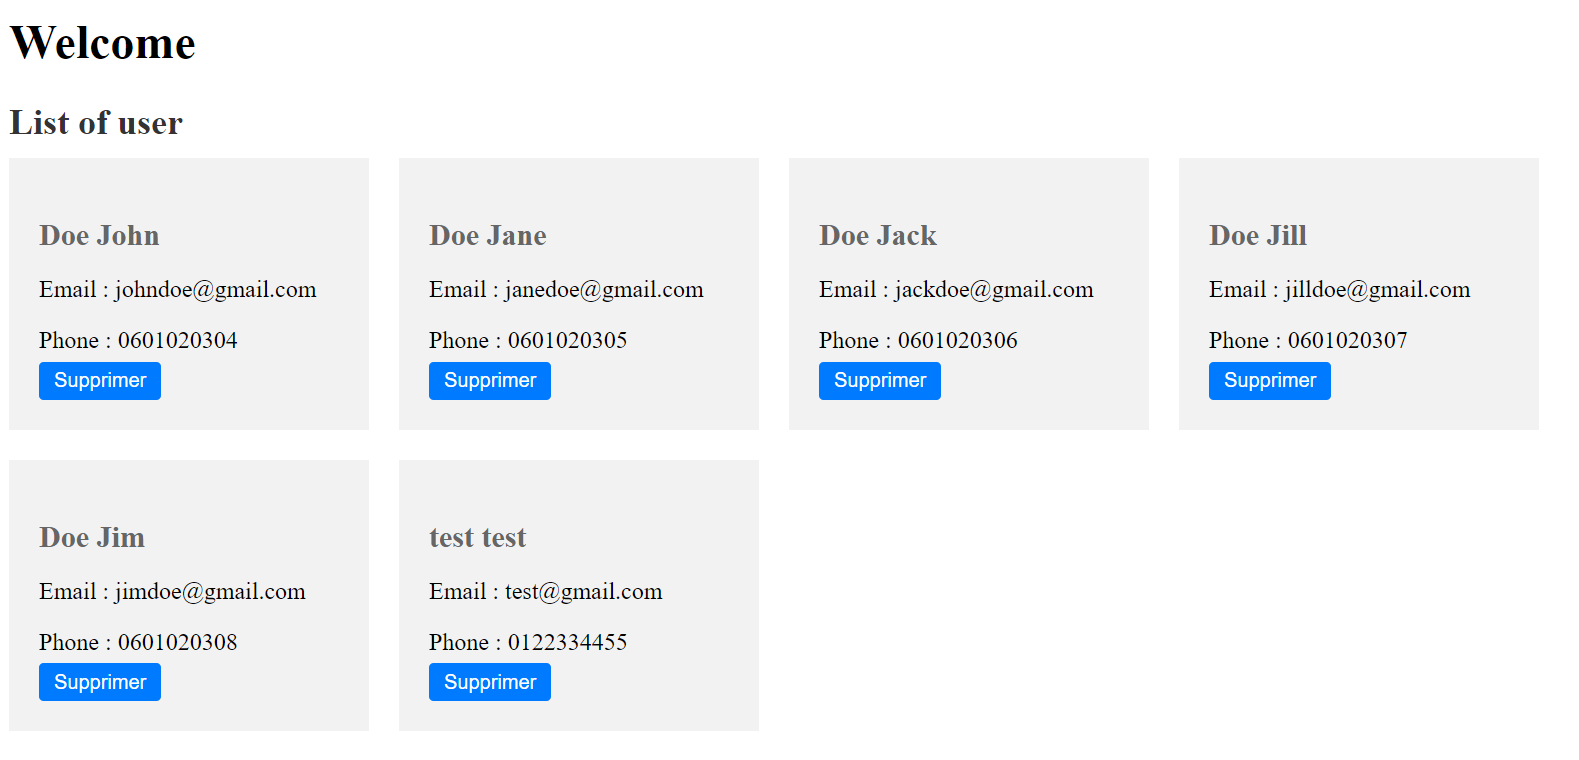 Welcome
List of user
Doe John
Email : johndoe@gmail.com
Phone : 0601020304
Supprimer
Doe Jane
Email : janedoe@gmail.com
Phone : 0601020305
Supprimer
Doe Jack
Email : jackdoe@gmail.com
Phone : 0601020306
Supprimer
Doe Jill
Email : jilldoe@gmail.com
Phone : 0601020307
Supprimer
Doe Jim
Email : jimdoe@gmail.com
Phone : 0601020308
Supprimer
test test
Email : test@gmail.com
Phone : 0122334455
Supprimer